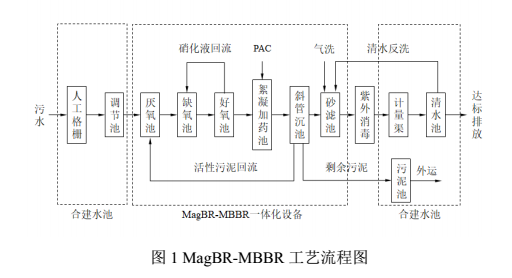 硝化液回流
PAC
气洗
清水反洗
污水
人工格栅
调节池
厌氧池
缺氧池
好氧池
絮凝加药池
斜管沉池
砂滤池
紫外消毒
计量渠
清水池
达标排放
活性污泥回流
剩余污泥
污泥池
外运
合建水池
MagBR-MBBR一体化设备
合建水池
图 1 MagBR-MBBR 工艺流程图